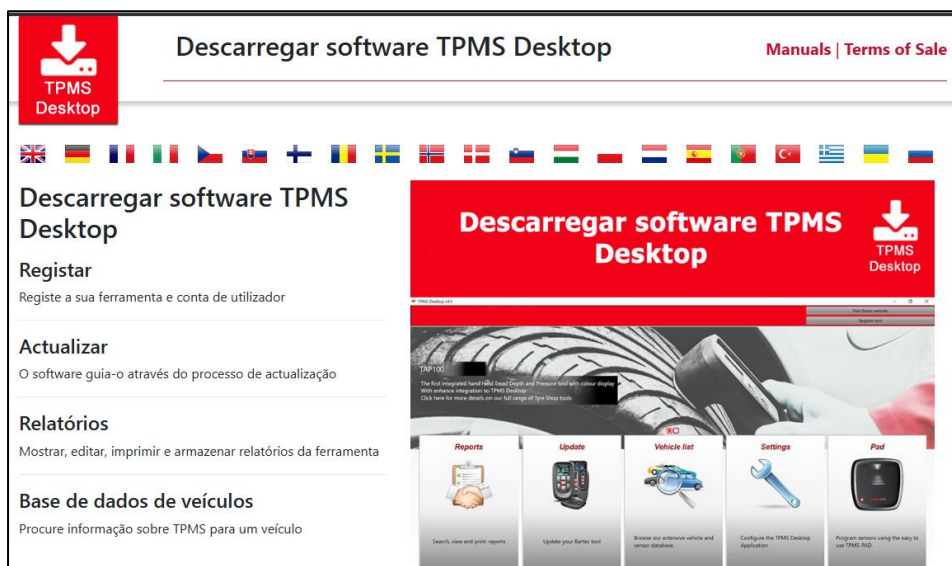 TPMS
Desktop
Descarregar software TPMS Desktop
Manuals | Terms of Sale
Descarregar software TPMS
Desktop
Registar
Registe a sua ferramenta e conta de utilizador
Actualizar
O software guia-o através do processo de actualização
Relatórios
Mostrar, editar, imprimir e armazenar relatórios da ferramenta
Base de dados de veículos
Procure informação sobre TPMS para um veículo
Descarregar software TPMS
Desktop
TPMS
Desktop
Visit Bartec website
Register tool
TAP100
The first integrated hand held Tread Depth and Pressure tool with colour display
With enhance integration to TPMS Desktop
Click here for more details on our full range of Tyre Shop tools
Reports
Search, view and print reports
Update
Update your Bartec tool
Vehicle list
Browse our extensive vehicle and
sensor database
Settings
Configure the TPMS Desktop
Application
Pad
Program sensors using the easy to
use TPMS-PAD.